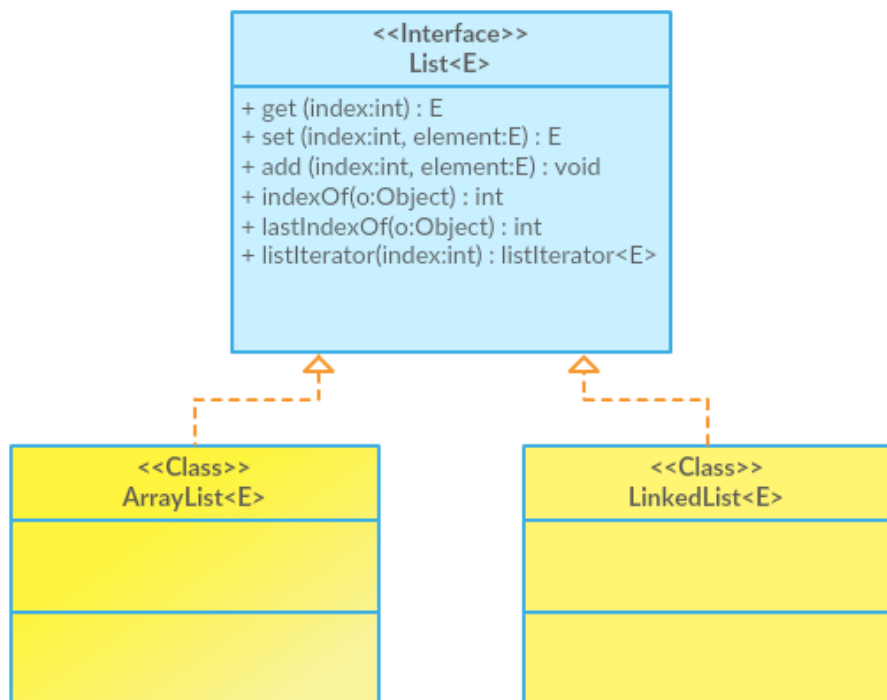 <<Interface>>
List<E>
+ get (index:int) : E
+ set (index:int, element:E) : E
+ add (index:int, element:E) : void
+ indexOf(o:Object) : int
+ lastIndexOf(o:Object) : int
+ listIterator(index:int) : listIterator<E>
<<Class>>
ArrayList<E>
<<Class>>
LinkedList<E>